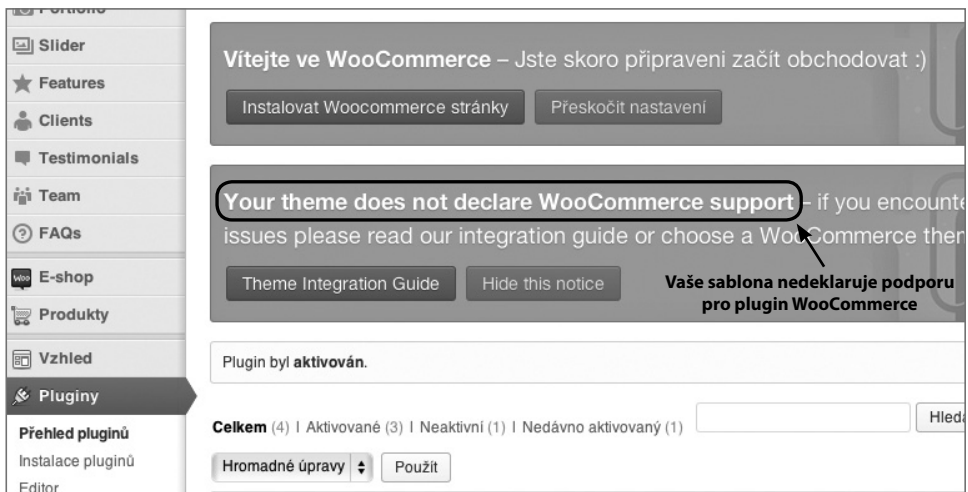 Portfolio
Slider
Features
Clients
Testimonials
Team
FAQs
Woo E-shop
Produkty
Vzhled
Pluginy
Přehled pluginů
Instalace pluginů
Editor
Vítejte ve WooCommerce – Jste skoro připraveni začít obchodovat :)
Instalovat Woocommerce stránky Přeskočit nastavení
Your theme does not declare WooCommerce support – if you encounte
issues please read our integration guide or choose a WooCommerce them
Theme Integration Guide Hide this notice
Vaše sablona nedeklaruje podporu
pro plugin WooCommerce
Plugin byl aktivován.
Celkem (4) | Aktivované (3) | Neaktivní (1) | Nedávno aktivovaný (1) Hleda
Hromadné úpravy Použít